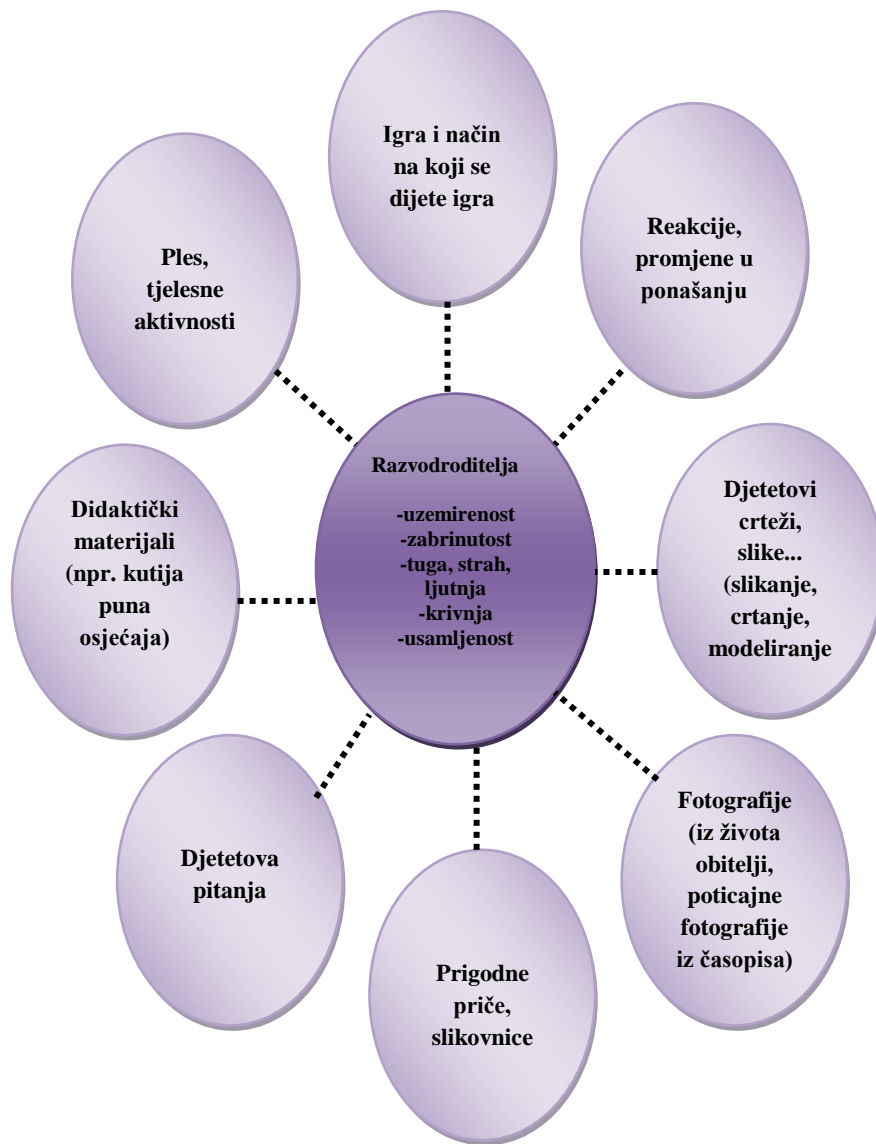 Igra i način
na koji se
dijete igra
Reakcije,
promjene u
ponašanju
Ples,
tjelesne
aktivnosti
Razvodroditelja
-uzemirenost
-zabrinutost
-tuga, strah,
ljutnja
-krivnja
-usamljenost
Djetetovi
crteži,
slike...
(slikanje,
crtanje,
modeliranje
Didaktički
materijali
(npr. kutija
puna
osjećaja)
Fotografije
(iz života
obitelji,
poticajne
fotografije
iz časopisa)
Djetetova
pitanja
Prigodne
priče,
slikovnice